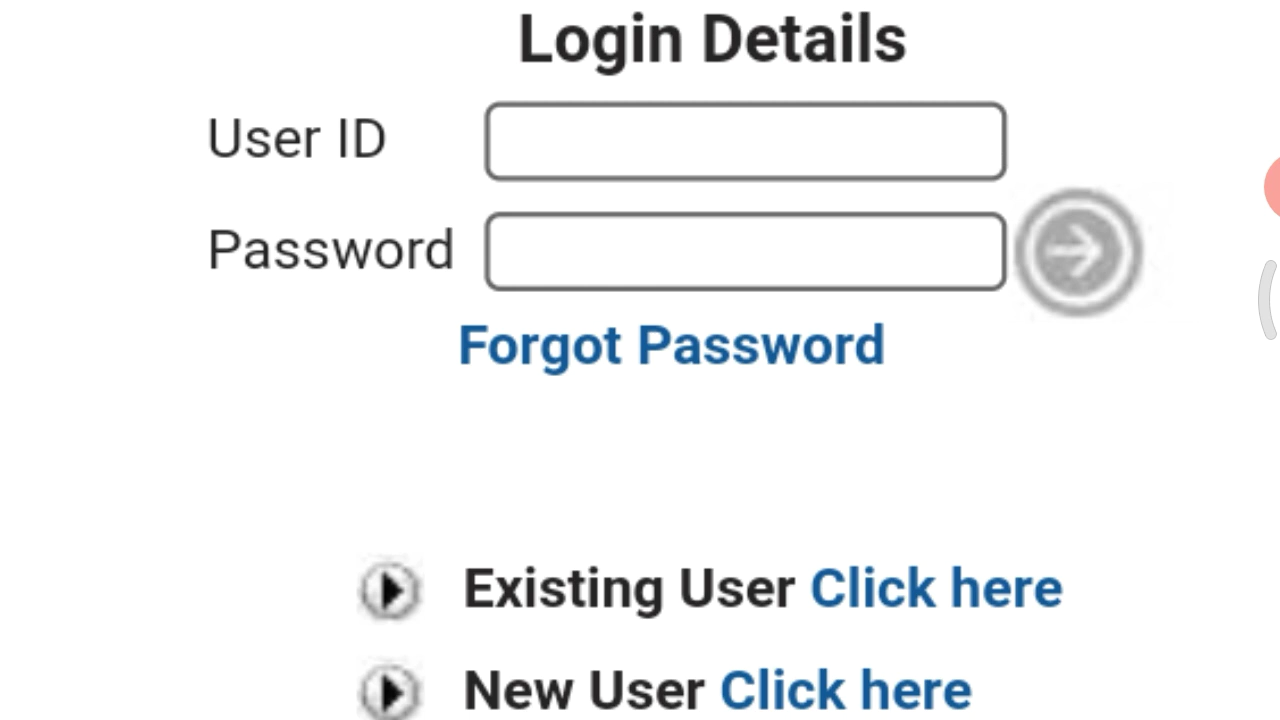 Login Details
User ID
Password
Forgot Password
Existing User Click here
New User Click here